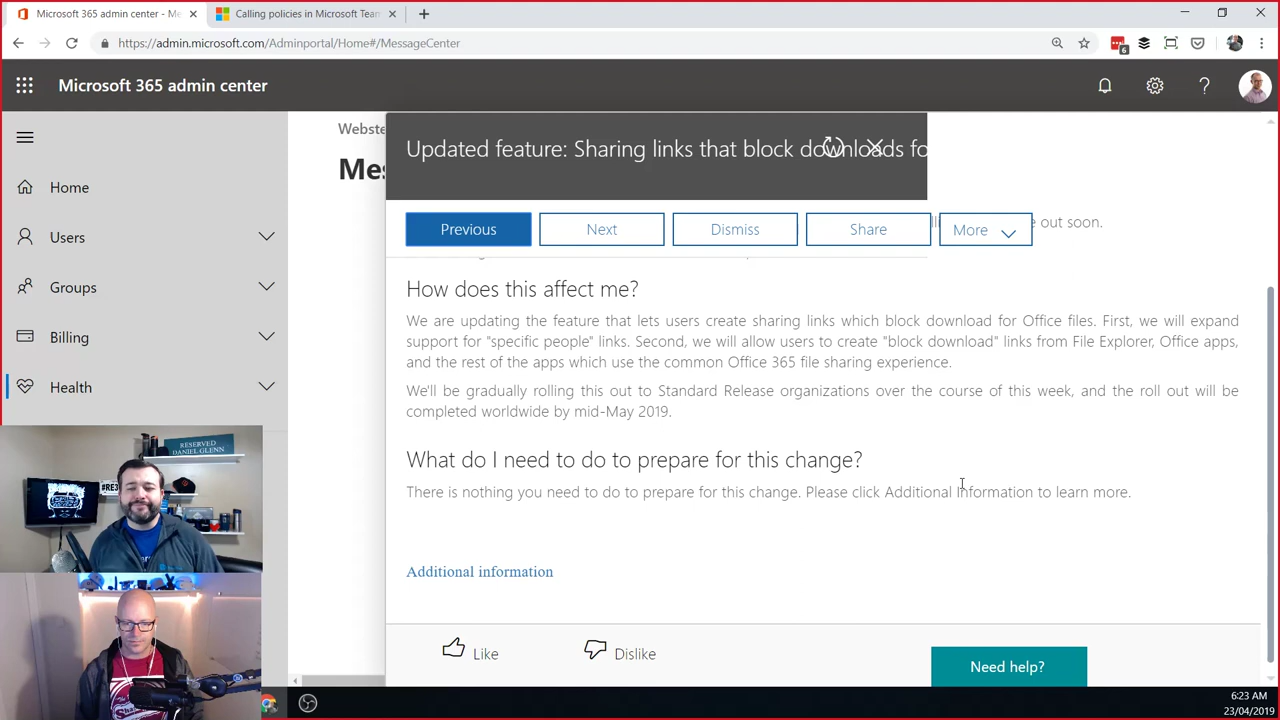 Microsoft 365 admin center - Me
Calling policies in Microsoft Team
https://admin.microsoft.com/Adminportal/Home#/MessageCenter
6
Microsoft 365 admin center
Home
Users
Groups
Billing
Health
Webste
Mes
Updated feature: Sharing links that block downloads fo
Previous
Next
Dismiss
Share
More
out soon.
How does this affect me?
We are updating the feature that lets users create sharing links which block download for Office files. First, we will expand
support for "specific people" links. Second, we will allow users to create "block download" links from File Explorer, Office apps,
and the rest of the apps which use the common Office 365 file sharing experience.
We'll be gradually rolling this out to Standard Release organizations over the course of this week, and the roll out will be
completed worldwide by mid-May 2019.
What do I need to do to prepare for this change?
There is nothing you need to do to prepare for this change. Please click Additional Information to learn more.
Additional information
Like
Dislike
Need help?
RESERVED
DANIEL GLENN
6:23 AM
23/04/2019